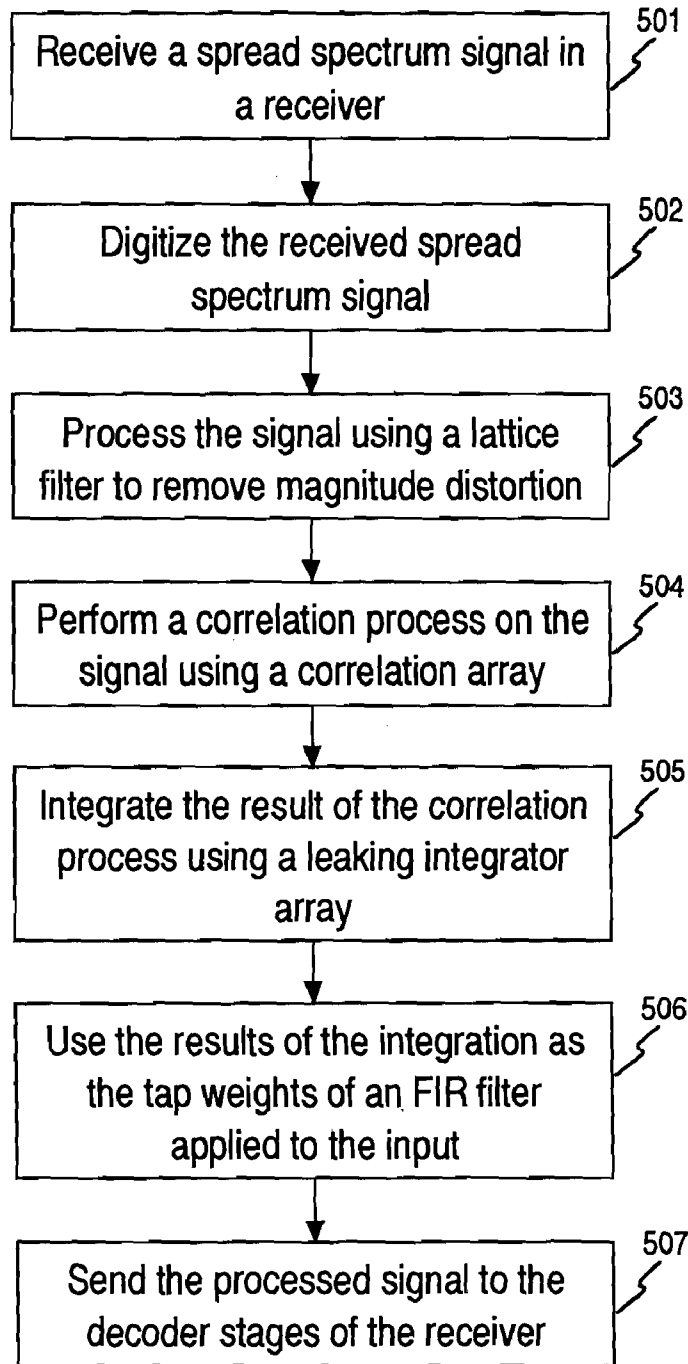 501
Receive a spread spectrum signal in
a receiver
502
Digitize the received spread
spectrum signal
503
Process the signal using a lattice
filter to remove magnitude distortion
504
Perform a correlation process on the
signal using a correlation array
505
Integrate the result of the correlation
process using a leaking integrator
array
506
Use the results of the integration as
the tap weights of an FIR filter
applied to the input
507
Send the processed signal to the
decoder stages of the receiver